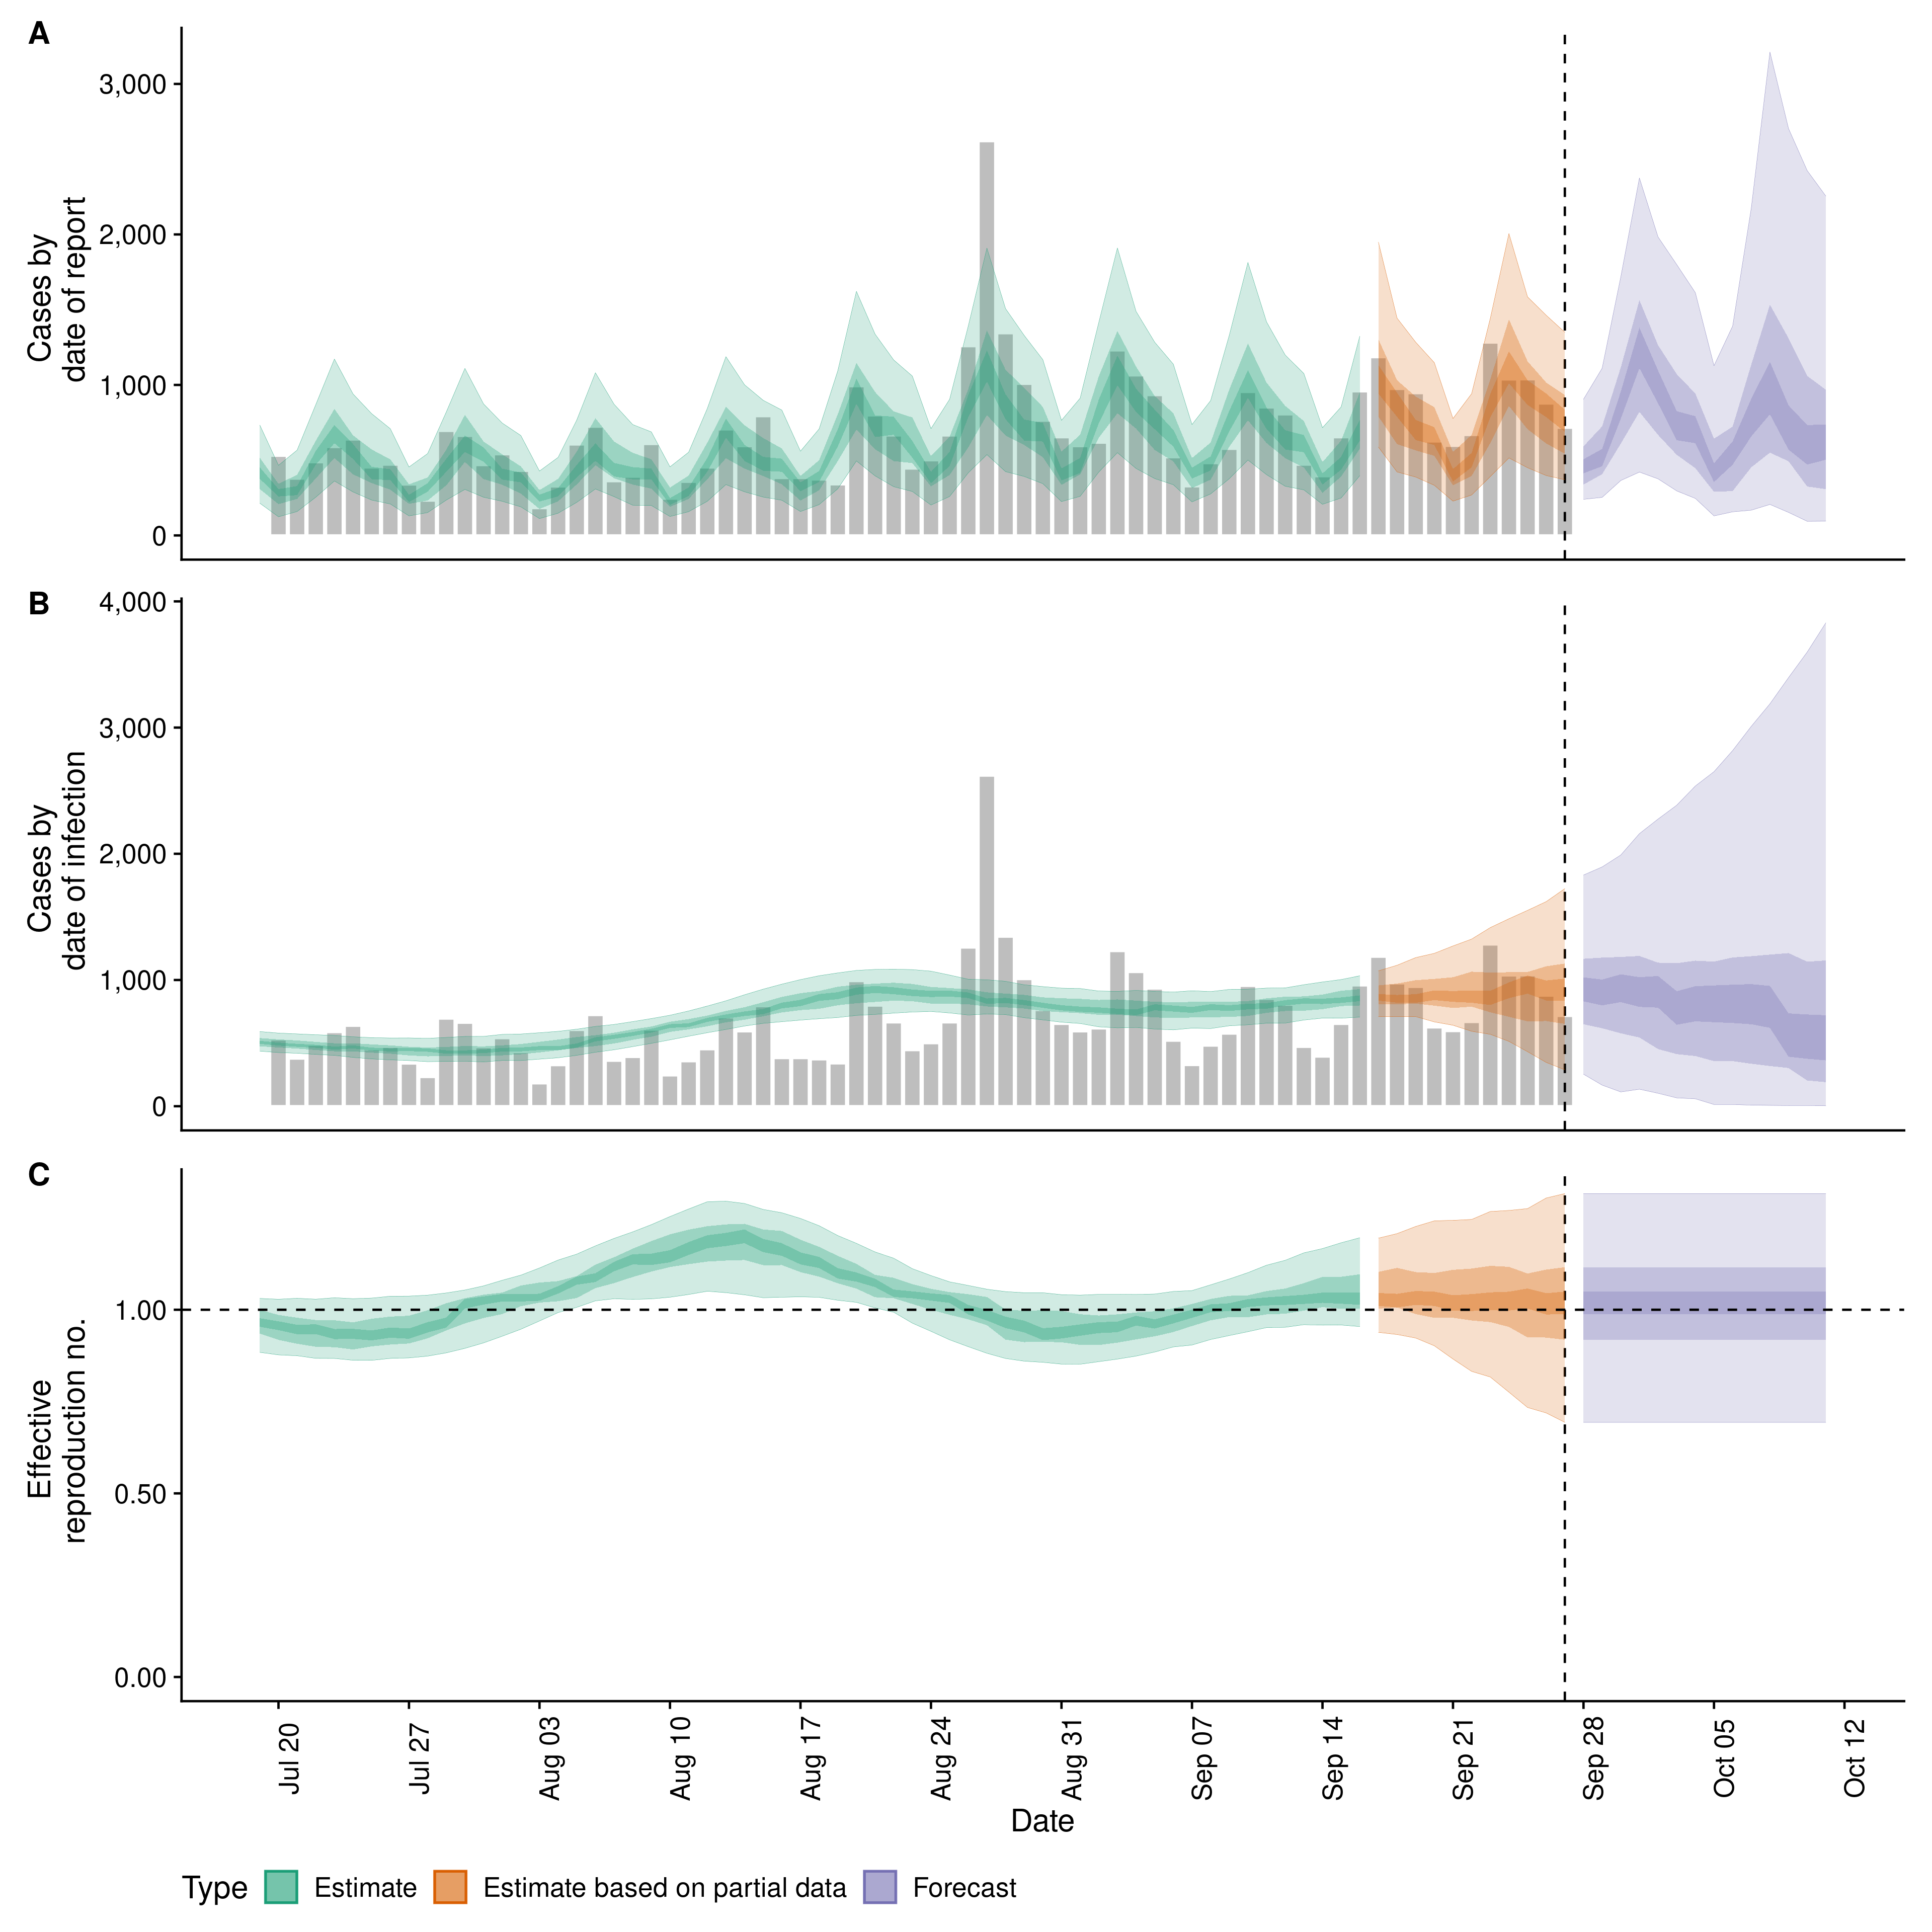 A
Cases by
date of report
3,000
2,000
1,000
0
B
Cases by
date of infection
4,000
3,000
2,000
1,000
0
C
Effective
reproduction no.
1.00
0.50
0.00
Jul 20
Jul 27
Aug 03
Aug 10
Aug 17
Aug 24
Aug 31
Sep 07
Sep 14
Sep 21
Sep 28
Oct 05
Oct 12
Date
Type
Estimate
Estimate based on partial data
Forecast